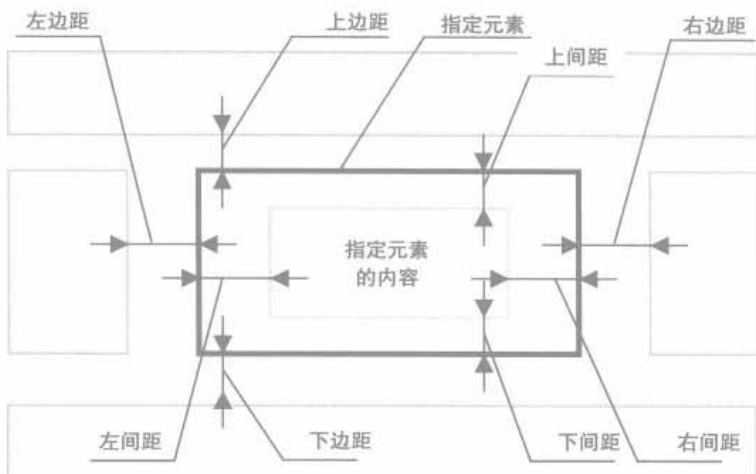 左边距
上边距
指定元素
右边距
上间距
指定元素
的内容
左间距
下边距
下间距
右间距